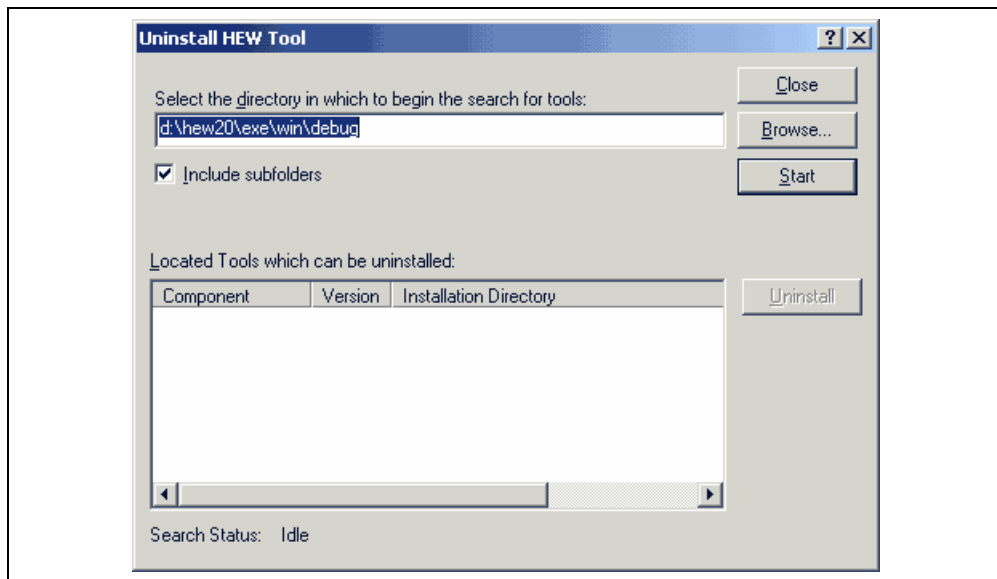 Uninstall HEW Tool
Close
Select the directory in which to begin the search for tools:
d:\hew20\exe\win\debug
Browse...
Include subfolders
Start
Located Tools which can be uninstalled:
Component Version Installation Directory
Uninstall
Search Status: Idle